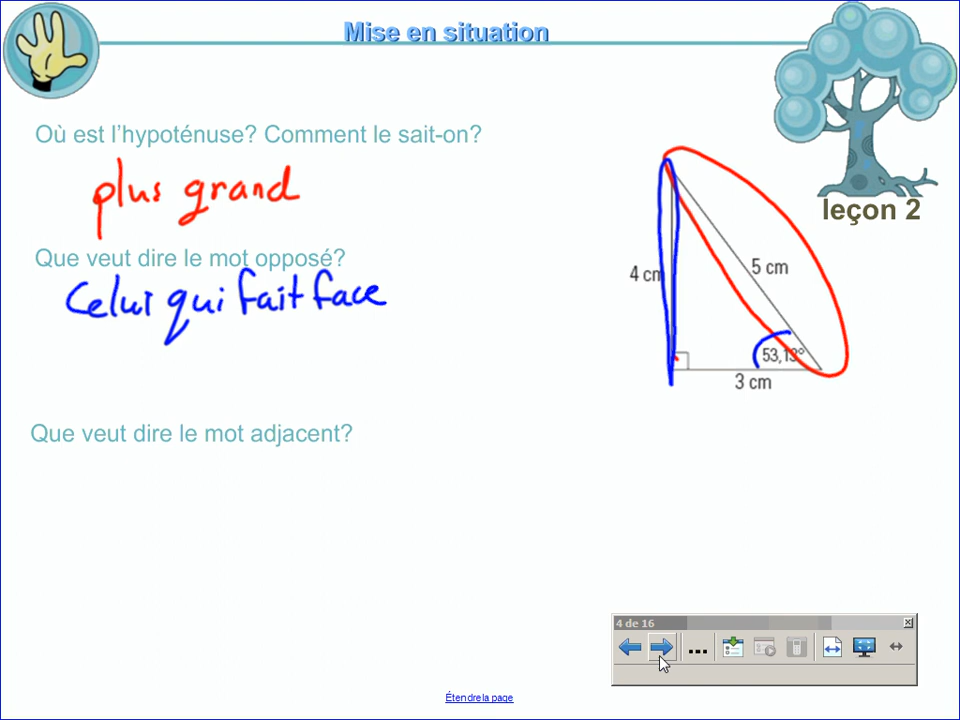 Mise en situation
Où est l’hypoténuse? Comment le sait-on?
plus grand
leçon 2
Que veut dire le mot opposé?
Celui qui fait face
4 cm
5 cm
53,13°
3 cm
Que veut dire le mot adjacent?
4 de 16
Étendre la page